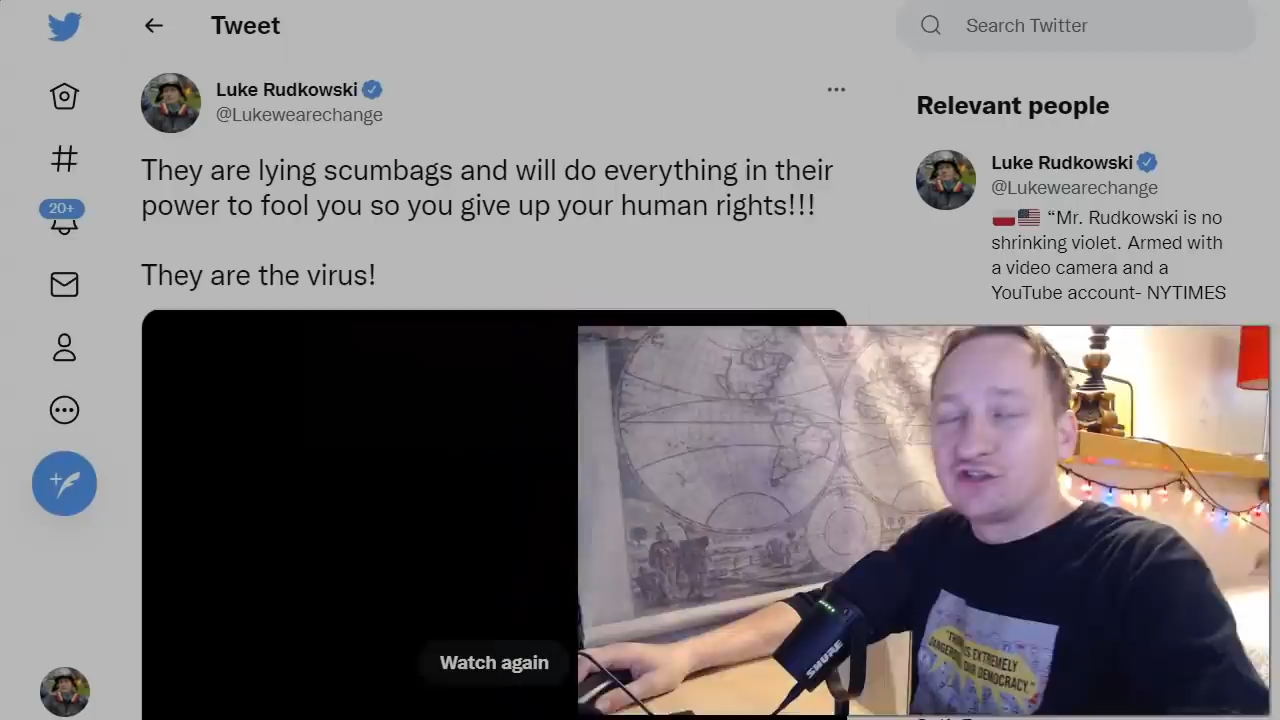 Tweet
Search Twitter
Luke Rudkowski
@Lukewearechange
They are lying scumbags and will do everything in their
power to fool you so you give up your human rights!!!
They are the virus!
Watch again
Relevant people
Luke Rudkowski
@Lukewearechange
“Mr. Rudkowski is no
shrinking violet. Armed with
a video camera and a
YouTube account- NYTIMES
20+
SHURE
EXTREMELY
OUR DEMOCRACY."